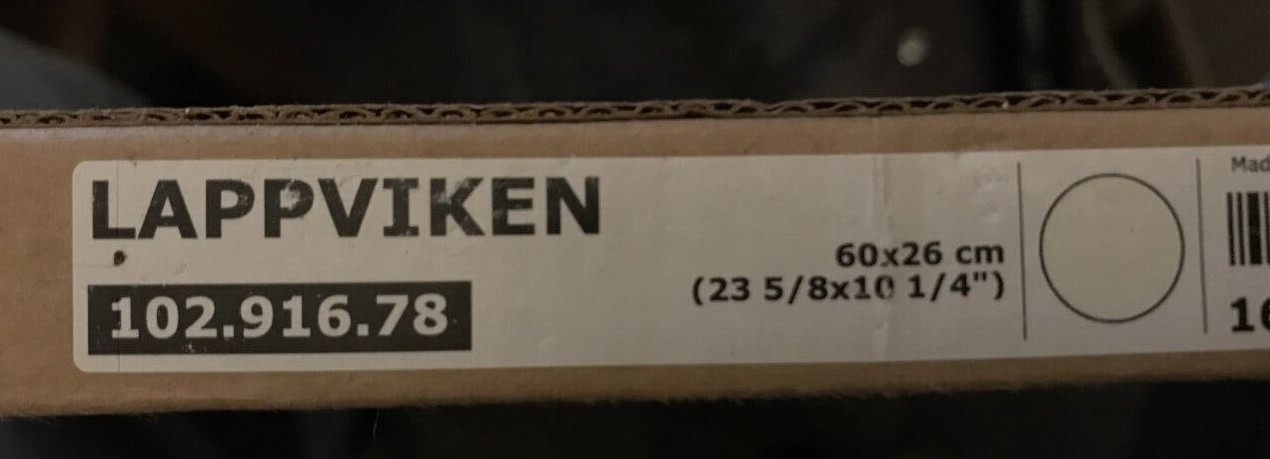 LAPPVIKEN
102.916.78
60x26 cm
(23 5/8x10 1/4")